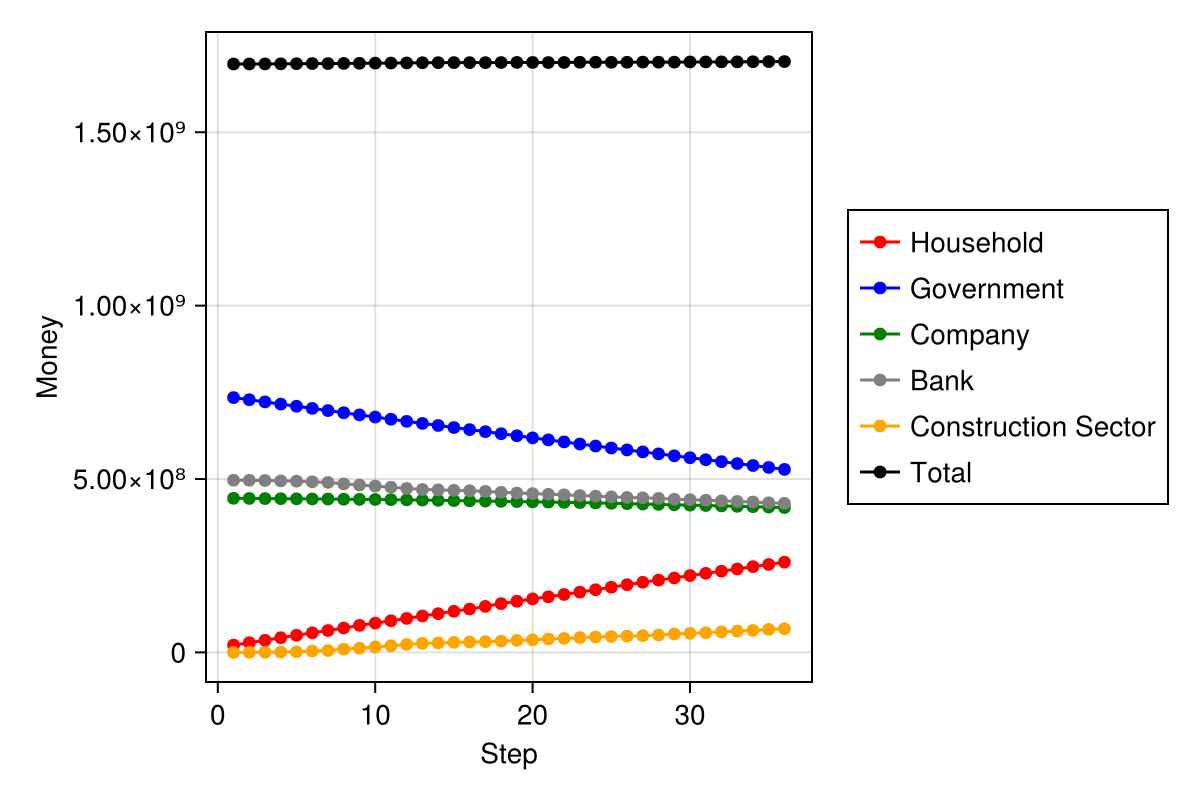 1.50×10⁹
1.00×10⁹
5.00×10⁸
0
Money
0 10 20 30
Step
Household
Government
Company
Bank
Construction Sector
Total